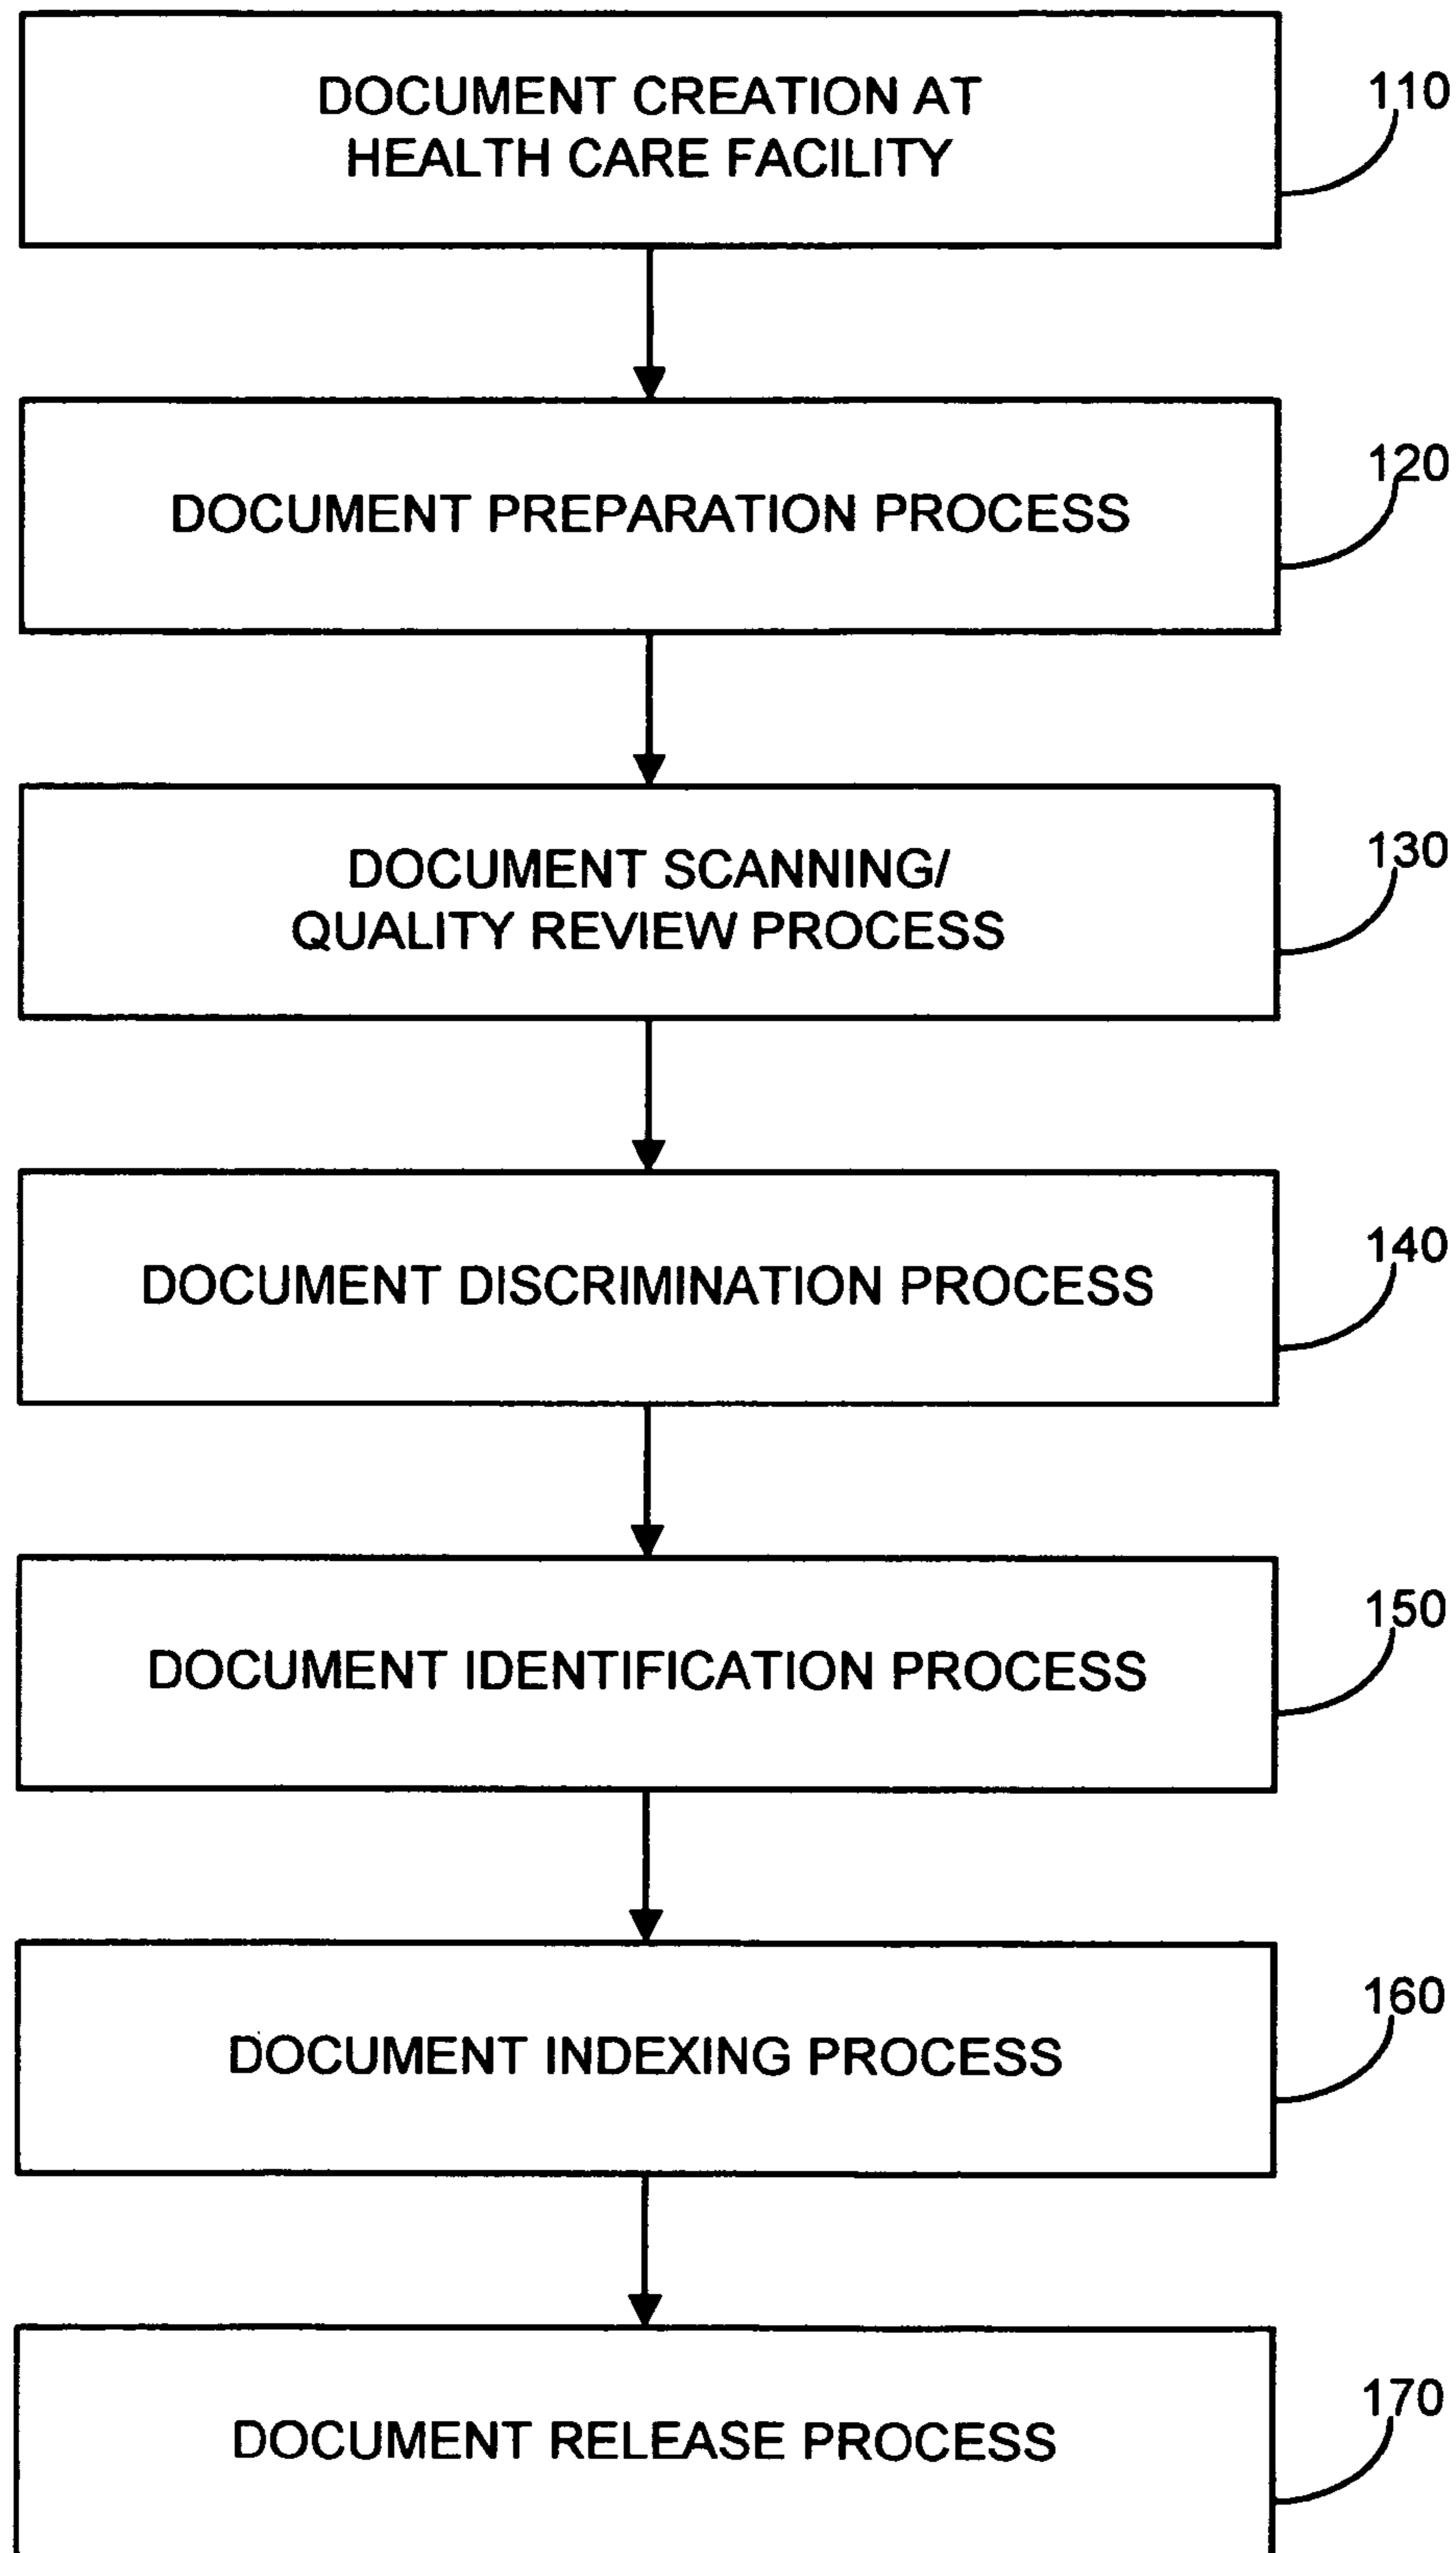 DOCUMENT CREATION AT
HEALTH CARE FACILITY
110
DOCUMENT PREPARATION PROCESS
120
DOCUMENT SCANNING/
QUALITY REVIEW PROCESS
130
DOCUMENT DISCRIMINATION PROCESS
140
DOCUMENT IDENTIFICATION PROCESS
150
DOCUMENT INDEXING PROCESS
160
DOCUMENT RELEASE PROCESS
170